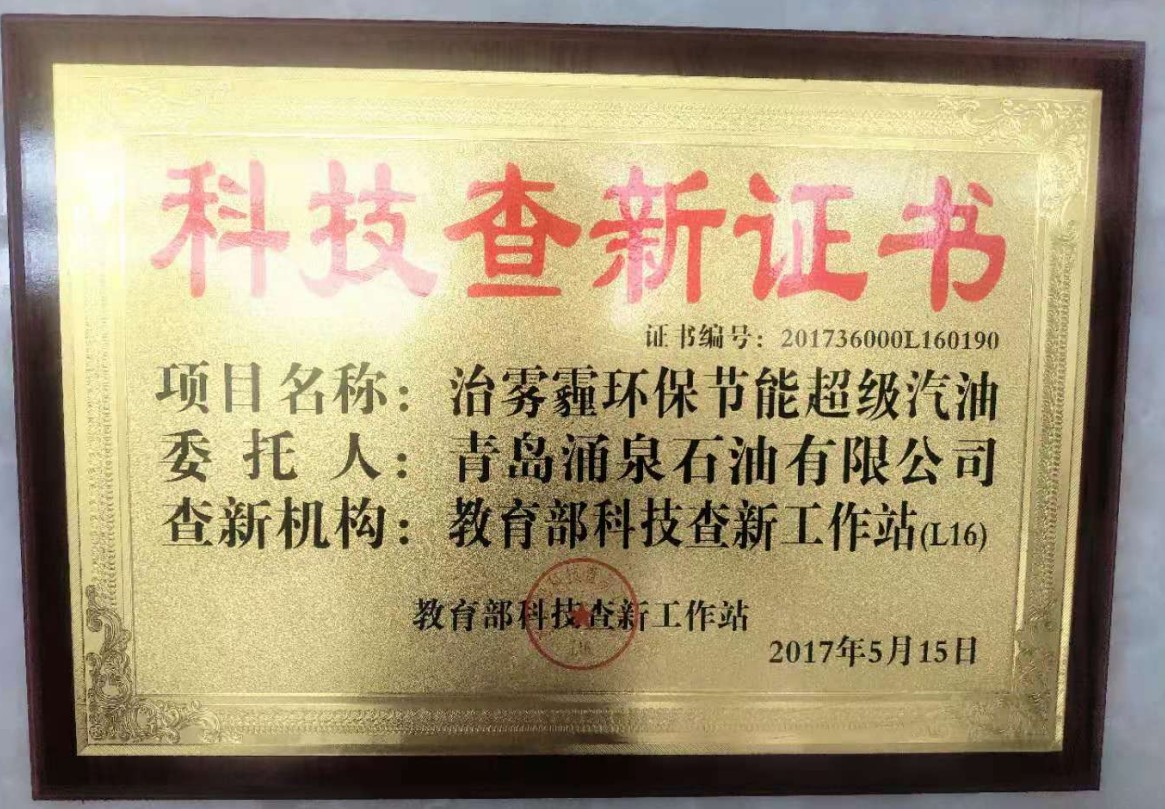 科技查新证书
证书编号：201736000L160190
项目名称：治雾霾环保节能超级汽油
委托人：青岛涌泉石油有限公司
查新机构：教育部科技查新工作站(L16)
教育部科技查新工作站
2017年5月15日